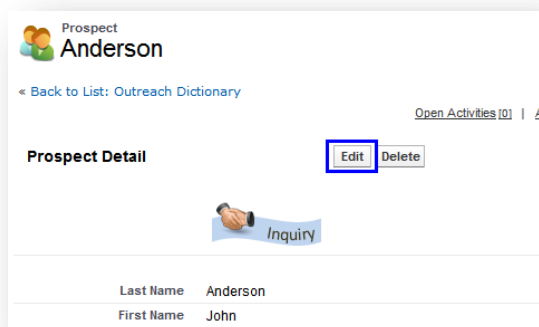 Prospect
Anderson
« Back to List: Outreach Dictionary
Open Activities [0] |
Prospect Detail Edit Delete
Inquiry
Last Name Anderson
First Name John